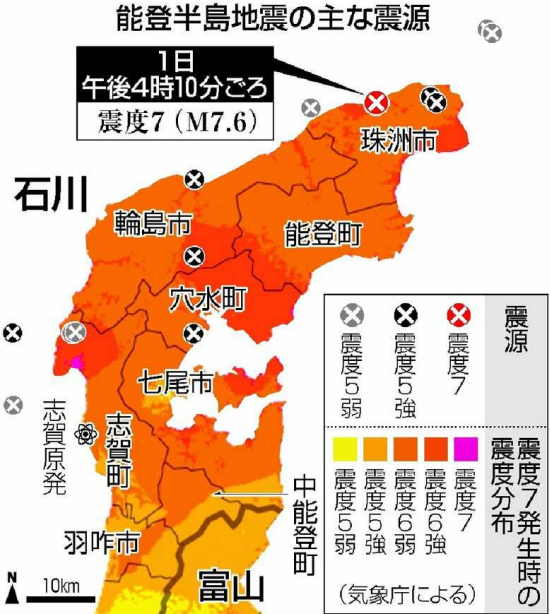 能登半島地震の主な震源
1日
午後4時10分ごろ
震度7(M7.6)
珠洲市
石川
輪島市
能登町
穴水町
七尾市
志賀原発
志賀町
中能登町
羽咋市
富山
N
10km
震源
震度7
震度5強
震度5弱
震度7発生時の
震度分布
震度7
震度6強
震度6弱
震度5強
震度5弱
(気象庁による)